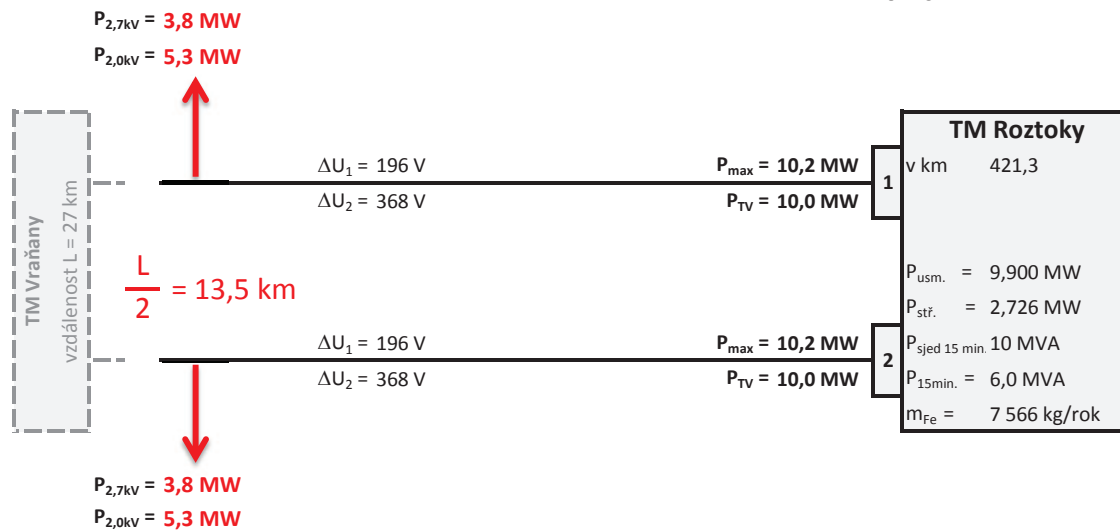 P2,7kV = 3,8 MW
P2,0kV = 5,3 MW
TM Vraňany
vzdálenost L = 27 km
L
2
= 13,5 km
ΔU1 = 196 V
ΔU2 = 368 V
Pmax = 10,2 MW
PTV = 10,0 MW
1
ΔU1 = 196 V
ΔU2 = 368 V
Pmax = 10,2 MW
PTV = 10,0 MW
2
TM Roztoky
v km 421,3
Pusm. = 9,900 MW
Pstř. = 2,726 MW
Psjed 15 min. 10 MVA
P15min. = 6,0 MVA
mFe = 7 566 kg/rok
P2,7kV = 3,8 MW
P2,0kV = 5,3 MW